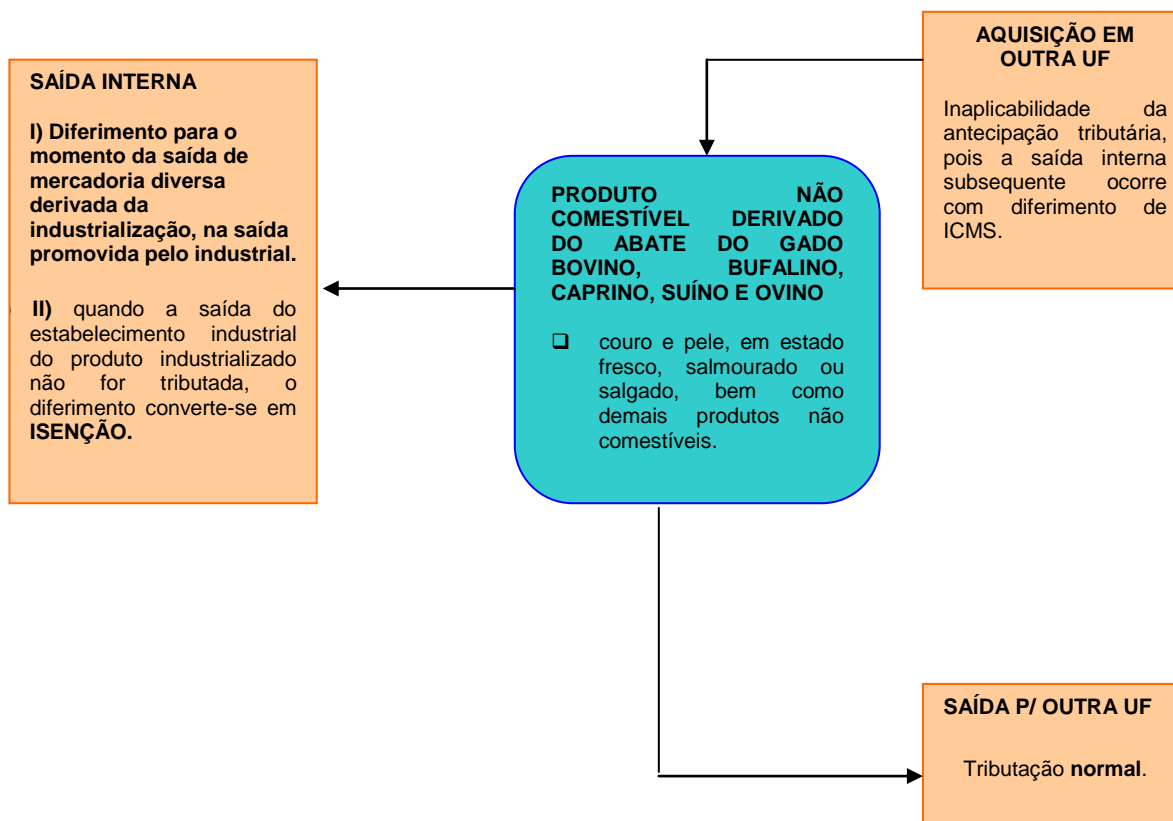 AQUISIÇÃO EM
OUTRA UF
Inaplicabilidade da
antecipação tributária,
pois a saída interna
subsequente ocorre
com diferimento de
ICMS.
SAÍDA INTERNA
I) Diferimento para o
momento da saída de
mercadoria diversa
derivada da
industrialização, na saída
promovida pelo industrial.
II) quando a saída do
estabelecimento industrial
do produto industrializado
não for tributada, o
diferimento converte-se em
ISENÇÃO.
PRODUTO NÃO
COMESTÍVEL DERIVADO
DO ABATE DO GADO
BOVINO, BUFALINO,
CAPRINO, SUÍNO E OVINO
❑ couro e pele, em estado
fresco, salmourado ou
salgado, bem como
demais produtos não
comestíveis.
SAÍDA P/ OUTRA UF
Tributação normal.